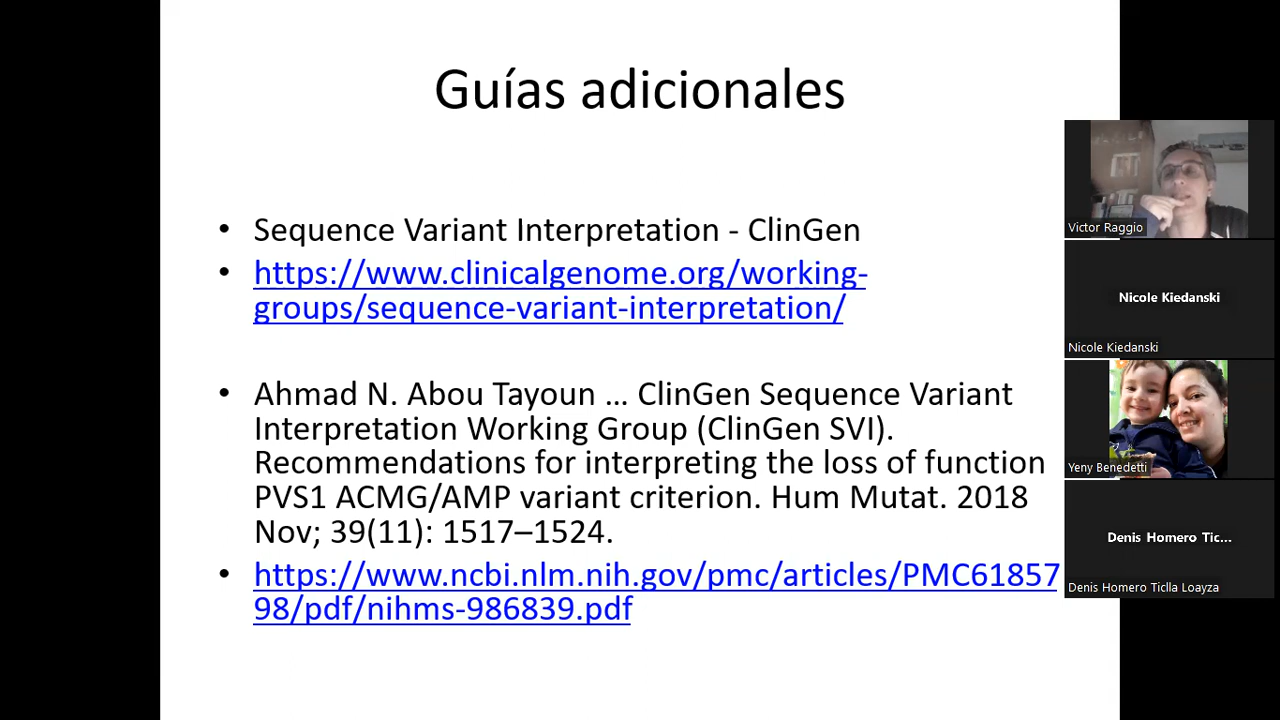 Guías adicionales
• Sequence Variant Interpretation - ClinGen
• https://www.clinicalgenome.org/working-
groups/sequence-variant-interpretation/
• Ahmad N. Abou Tayoun ... ClinGen Sequence Variant
Interpretation Working Group (ClinGen SVI).
Recommendations for interpreting the loss of function
PVS1 ACMG/AMP variant criterion. Hum Mutat. 2018
Nov; 39(11): 1517–1524.
• https://www.ncbi.nlm.nih.gov/pmc/articles/PMC61857
98/pdf/nihms-986839.pdf
Victor Raggio
Nicole Kiedanski
Nicole Kiedanski
Yeny Benedetti
Denis Homero Tic...
Denis Homero Ticlla Loayza